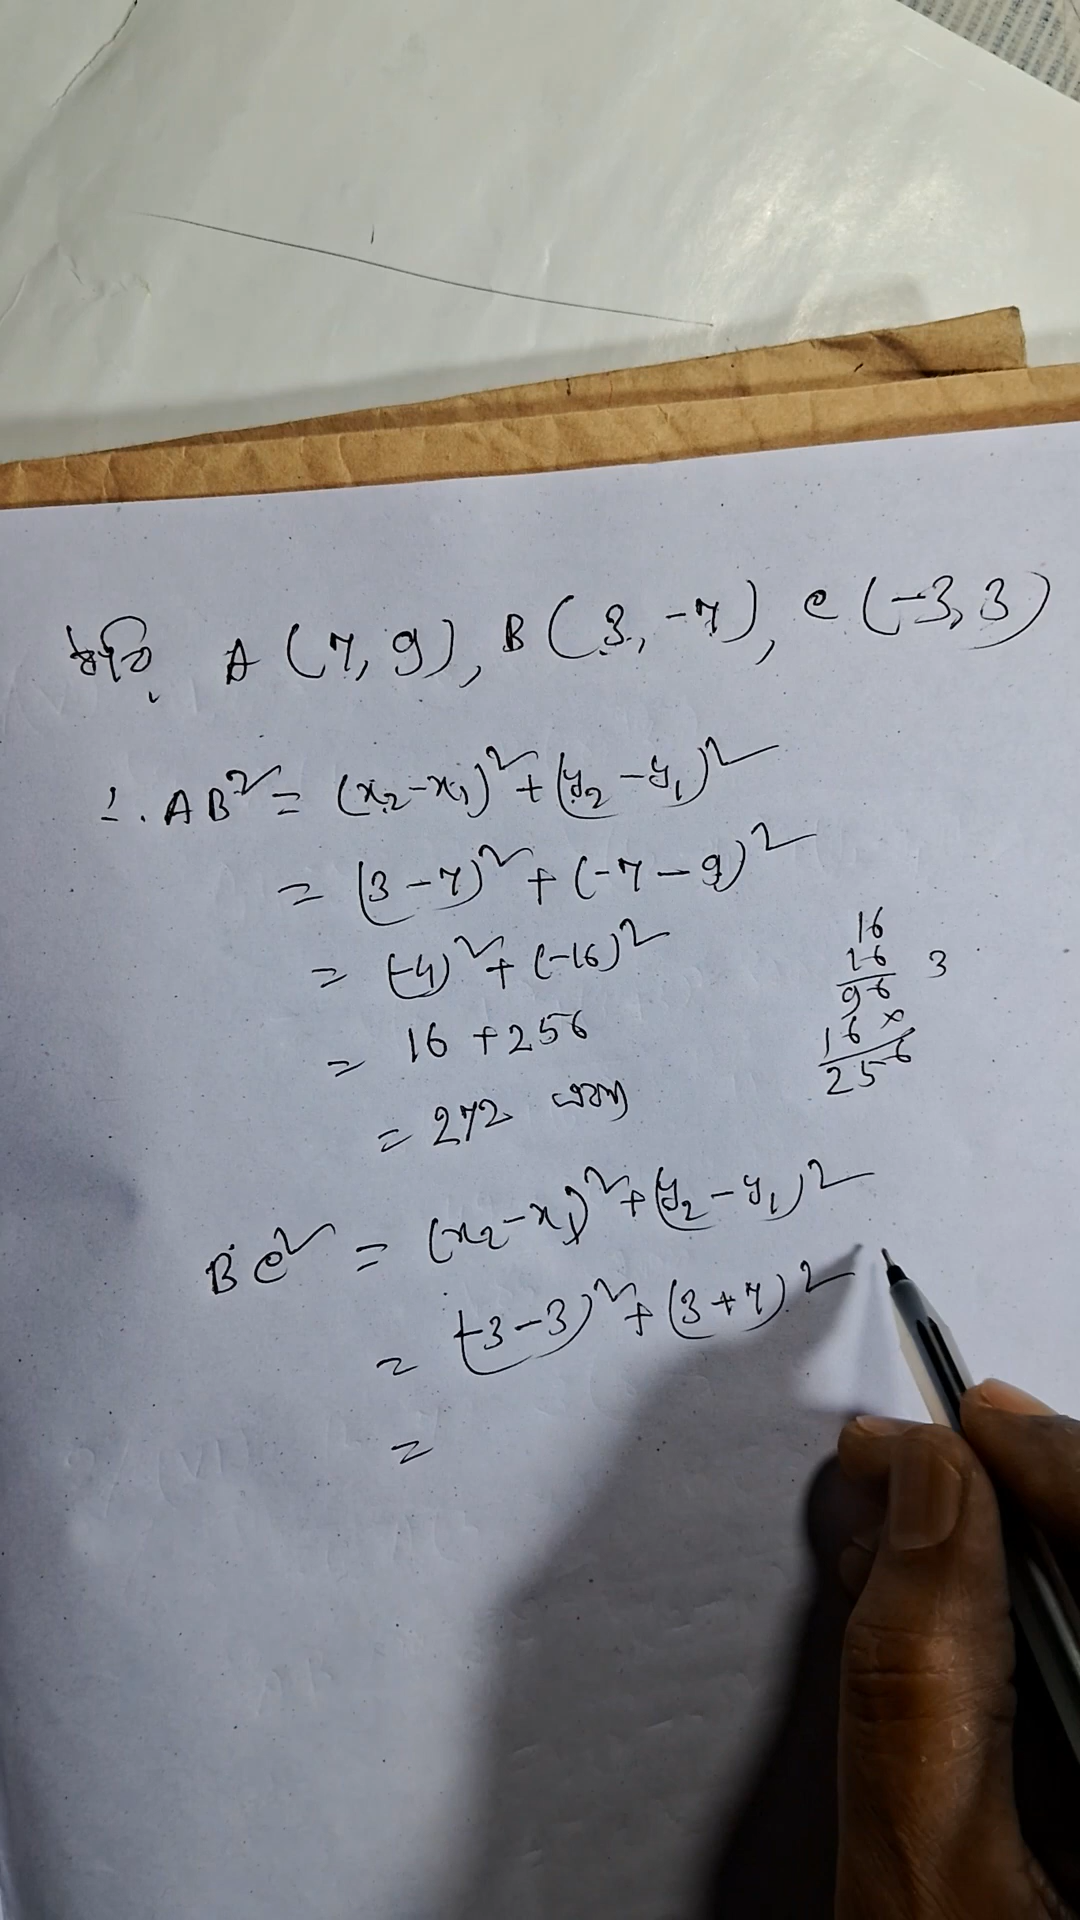 ধরি, A (7, 9), B (3, -7), C (-3, 3)
∴ AB² = (x₂-x₁)² + (y₂-y₁)²
= (3-7)² + (-7-9)²
= (-4)² + (-16)²
= 16 + 256
= 272 একক
16
16 3
96
16 ×
256
BC² = (x₂-x₁)² + (y₂-y₁)²
= (-3-3)² + (3+7)²
=